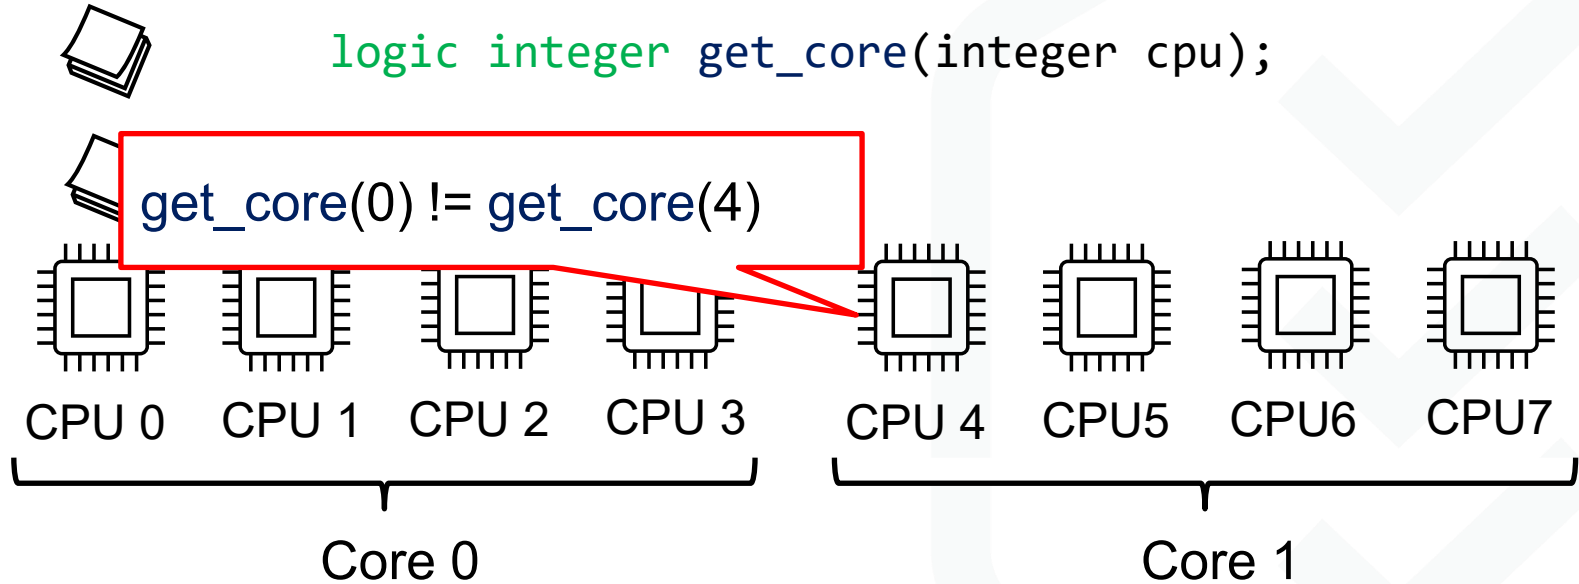 logic integer get_core(integer cpu);
get_core(0) != get_core(4)
CPU 0 CPU 1 CPU 2 CPU 3 CPU 4 CPU5 CPU6 CPU7
Core 0 Core 1